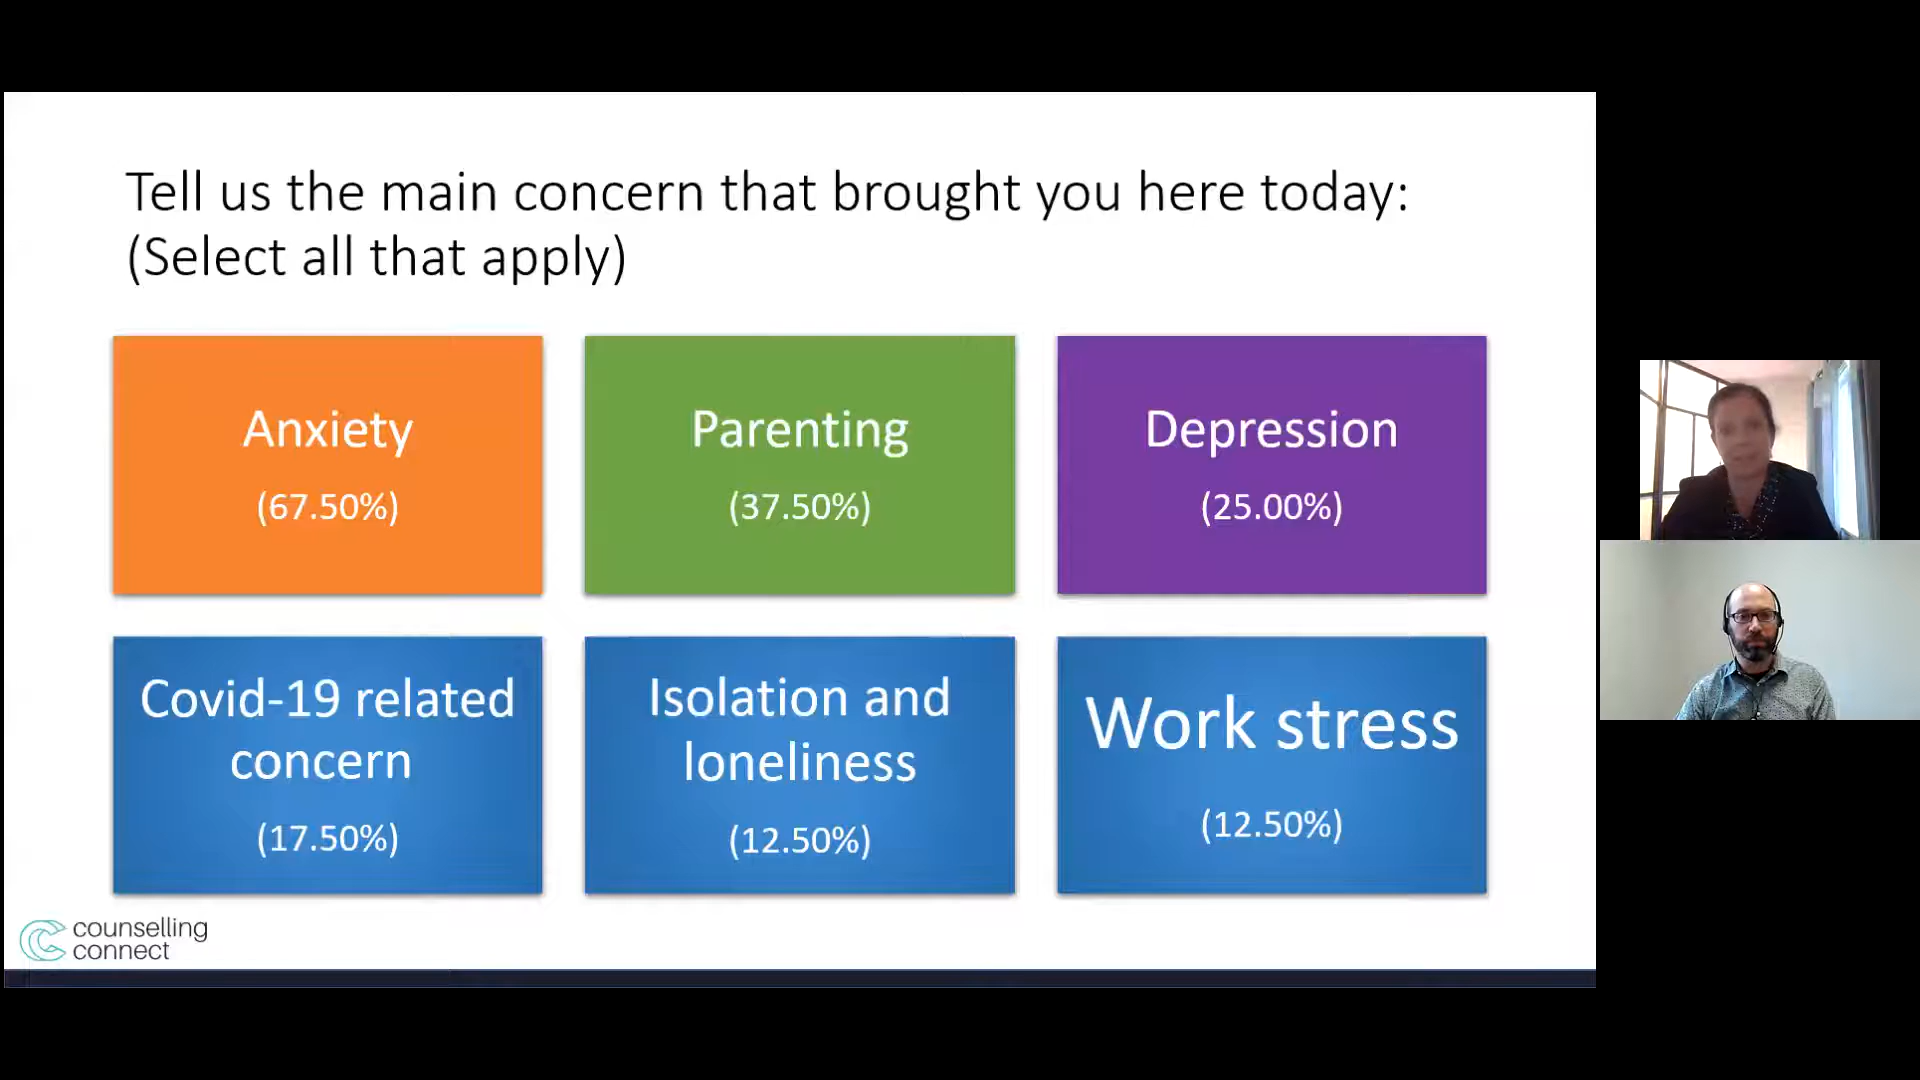 Tell us the main concern that brought you here today:
(Select all that apply)
Anxiety
(67.50%)
Parenting
(37.50%)
Depression
(25.00%)
Covid-19 related
concern
(17.50%)
Isolation and
loneliness
(12.50%)
Work stress
(12.50%)
counselling
connect